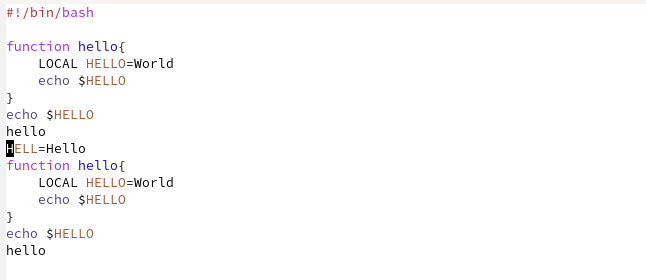 #!/bin/bash
function hello{
LOCAL HELLO=World
echo $HELLO
}
echo $HELLO
hello
HELL=Hello
function hello{
LOCAL HELLO=World
echo $HELLO
}
echo $HELLO
hello